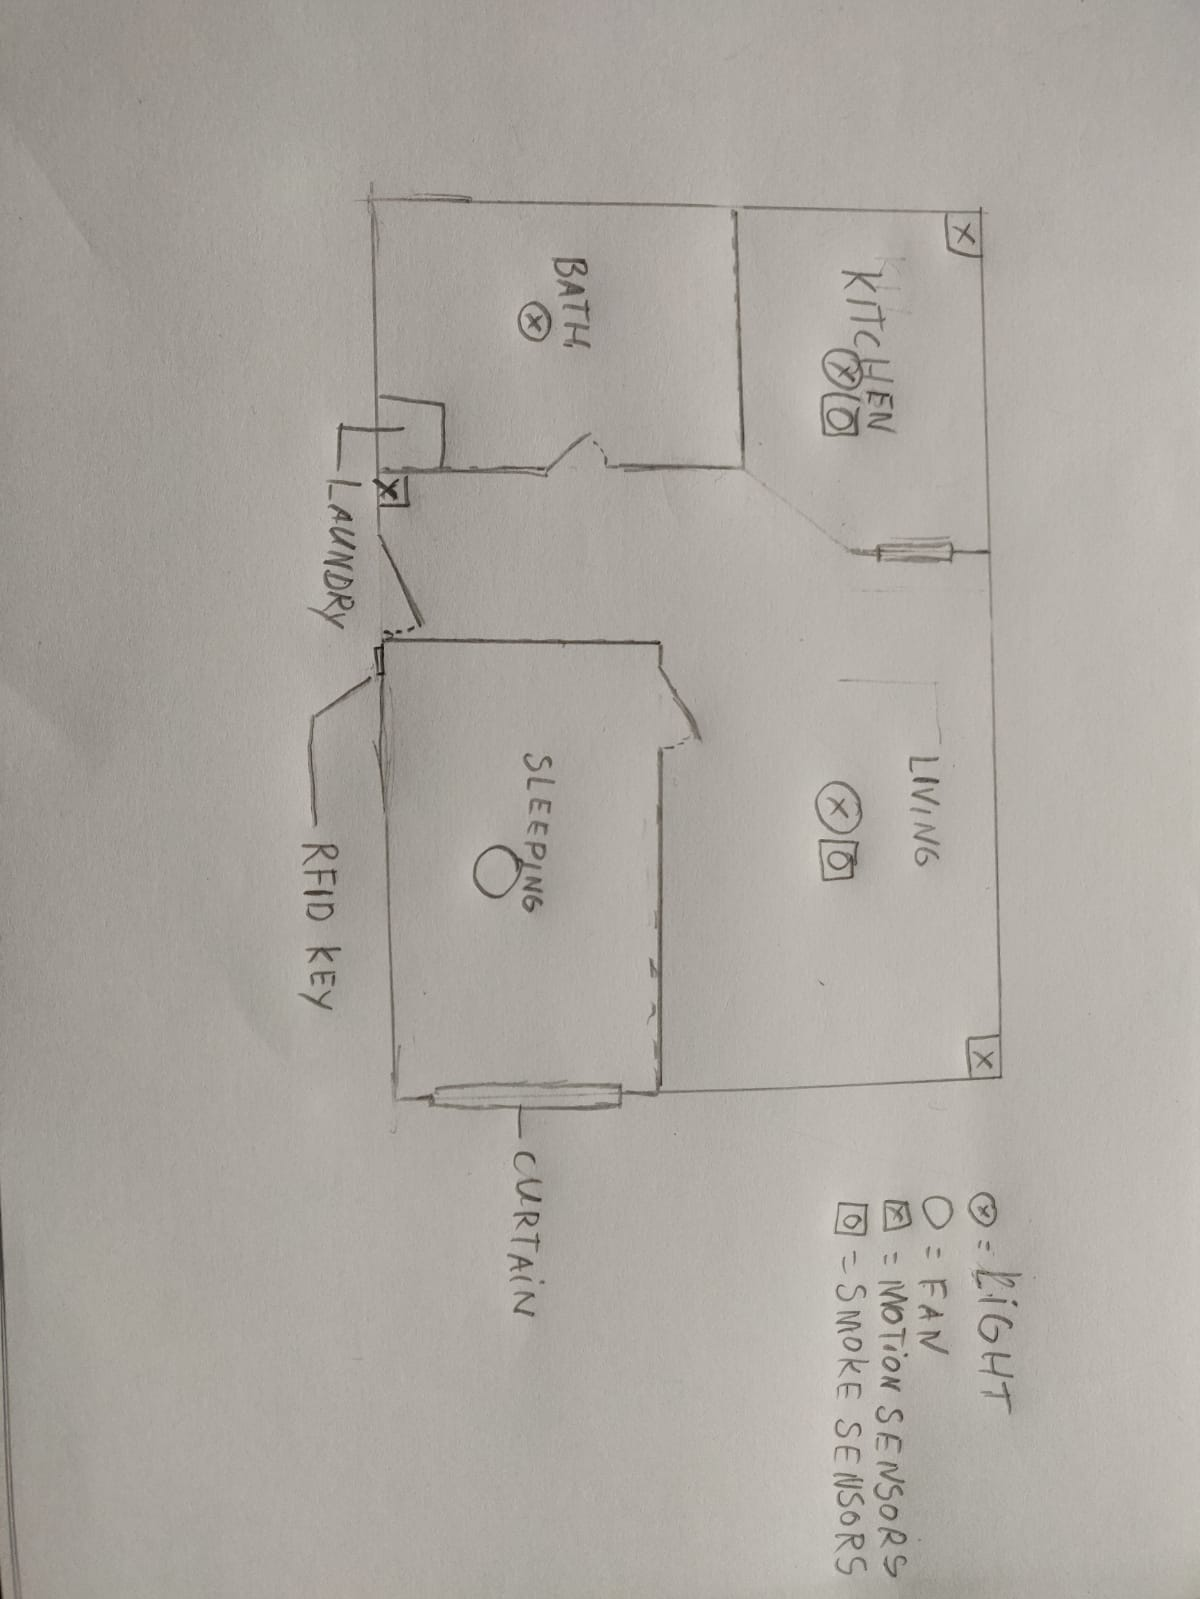 KITCHEN
LIVING
BATH.
SLEEPING
CURTAIN
LAUNDRY
RFID KEY
= LiGHT
= FAN
= MOTiON SENSORS
= SMOKE SENSORS